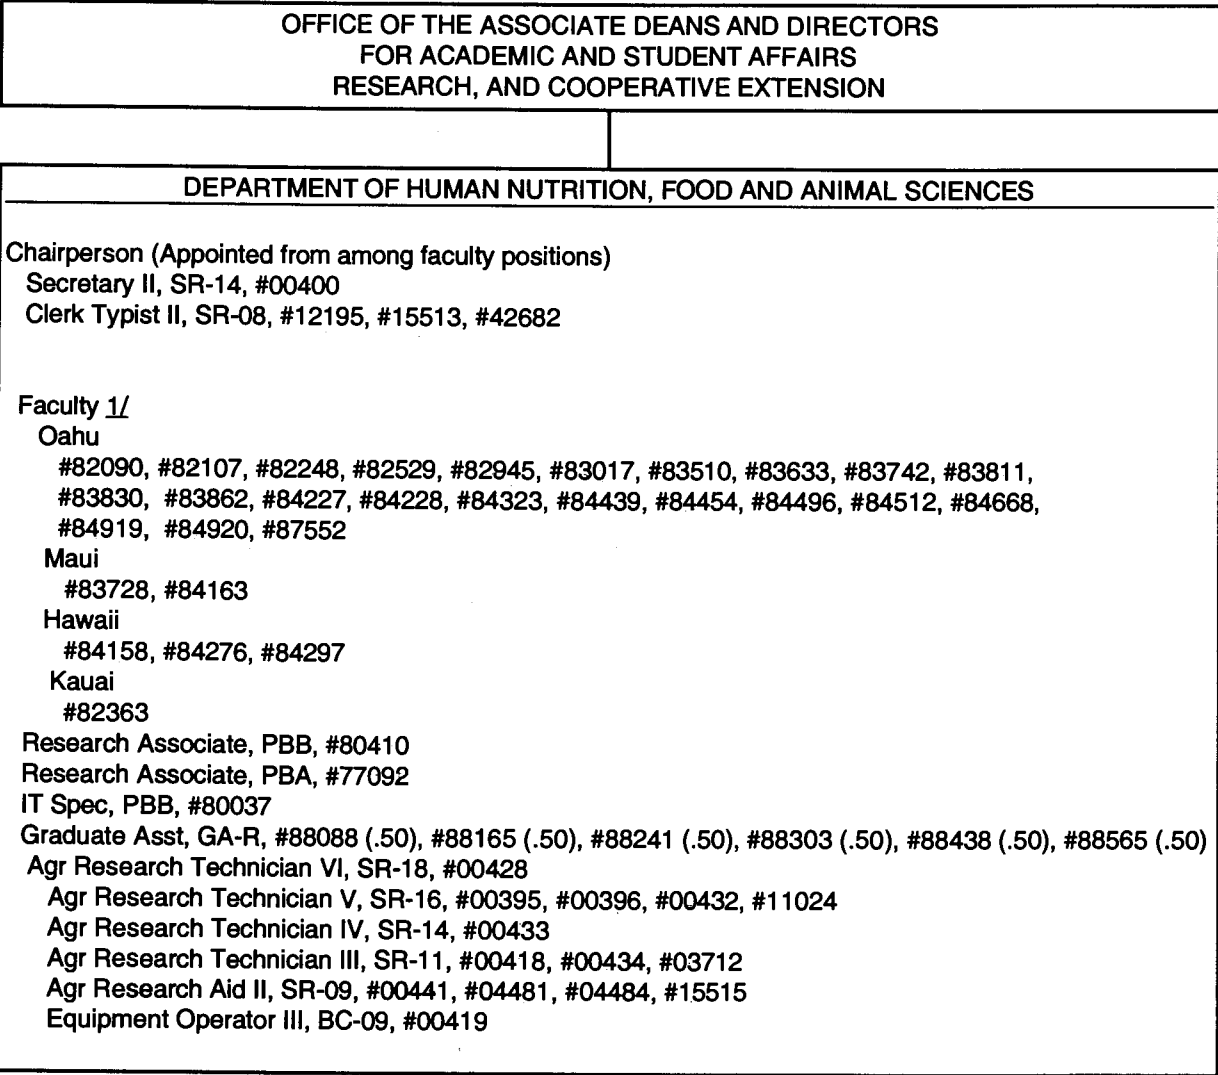 OFFICE OF THE ASSOCIATE DEANS AND DIRECTORS
FOR ACADEMIC AND STUDENT AFFAIRS
RESEARCH, AND COOPERATIVE EXTENSION
DEPARTMENT OF HUMAN NUTRITION, FOOD AND ANIMAL SCIENCES
Chairperson (Appointed from among faculty positions)
Secretary II, SR-14, #00400
Clerk Typist II, SR-08, #12195, #15513, #42682
Faculty 1/
Oahu
#82090, #82107, #82248, #82529, #82945, #83017, #83510, #83633, #83742, #83811,
#83830, #83862, #84227, #84228, #84323, #84439, #84454, #84496, #84512, #84668,
#84919, #84920, #87552
Maui
#83728, #84163
Hawaii
#84158, #84276, #84297
Kauai
#82363
Research Associate, PBB, #80410
Research Associate, PBA, #77092
IT Spec, PBB, #80037
Graduate Asst, GA-R, #88088 (.50), #88165 (.50), #88241 (.50), #88303 (.50), #88438 (.50), #88565 (.50)
Agr Research Technician VI, SR-18, #00428
Agr Research Technician V, SR-16, #00395, #00396, #00432, #11024
Agr Research Technician IV, SR-14, #00433
Agr Research Technician III, SR-11, #00418, #00434, #03712
Agr Research Aid II, SR-09, #00441, #04481, #04484, #15515
Equipment Operator III, BC-09, #00419